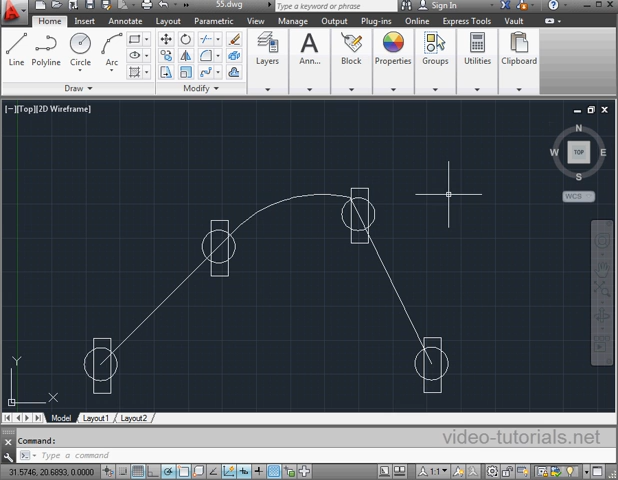 55.dwg
Type a keyword or phrase
Sign In
Home Insert Annotate Layout Parametric View Manage Output Plug-ins Online Express Tools Vault
Line Polyline Circle Arc
Layers Ann... Block Properties Groups Utilities Clipboard
Draw Modify
[−][Top][2D Wireframe]
N
W TOP E
S
WCS
Y
X
Model Layout1 Layout2
Command:
Type a command
video-tutorials.net
31.5746, 20.6893, 0.0000
1:1